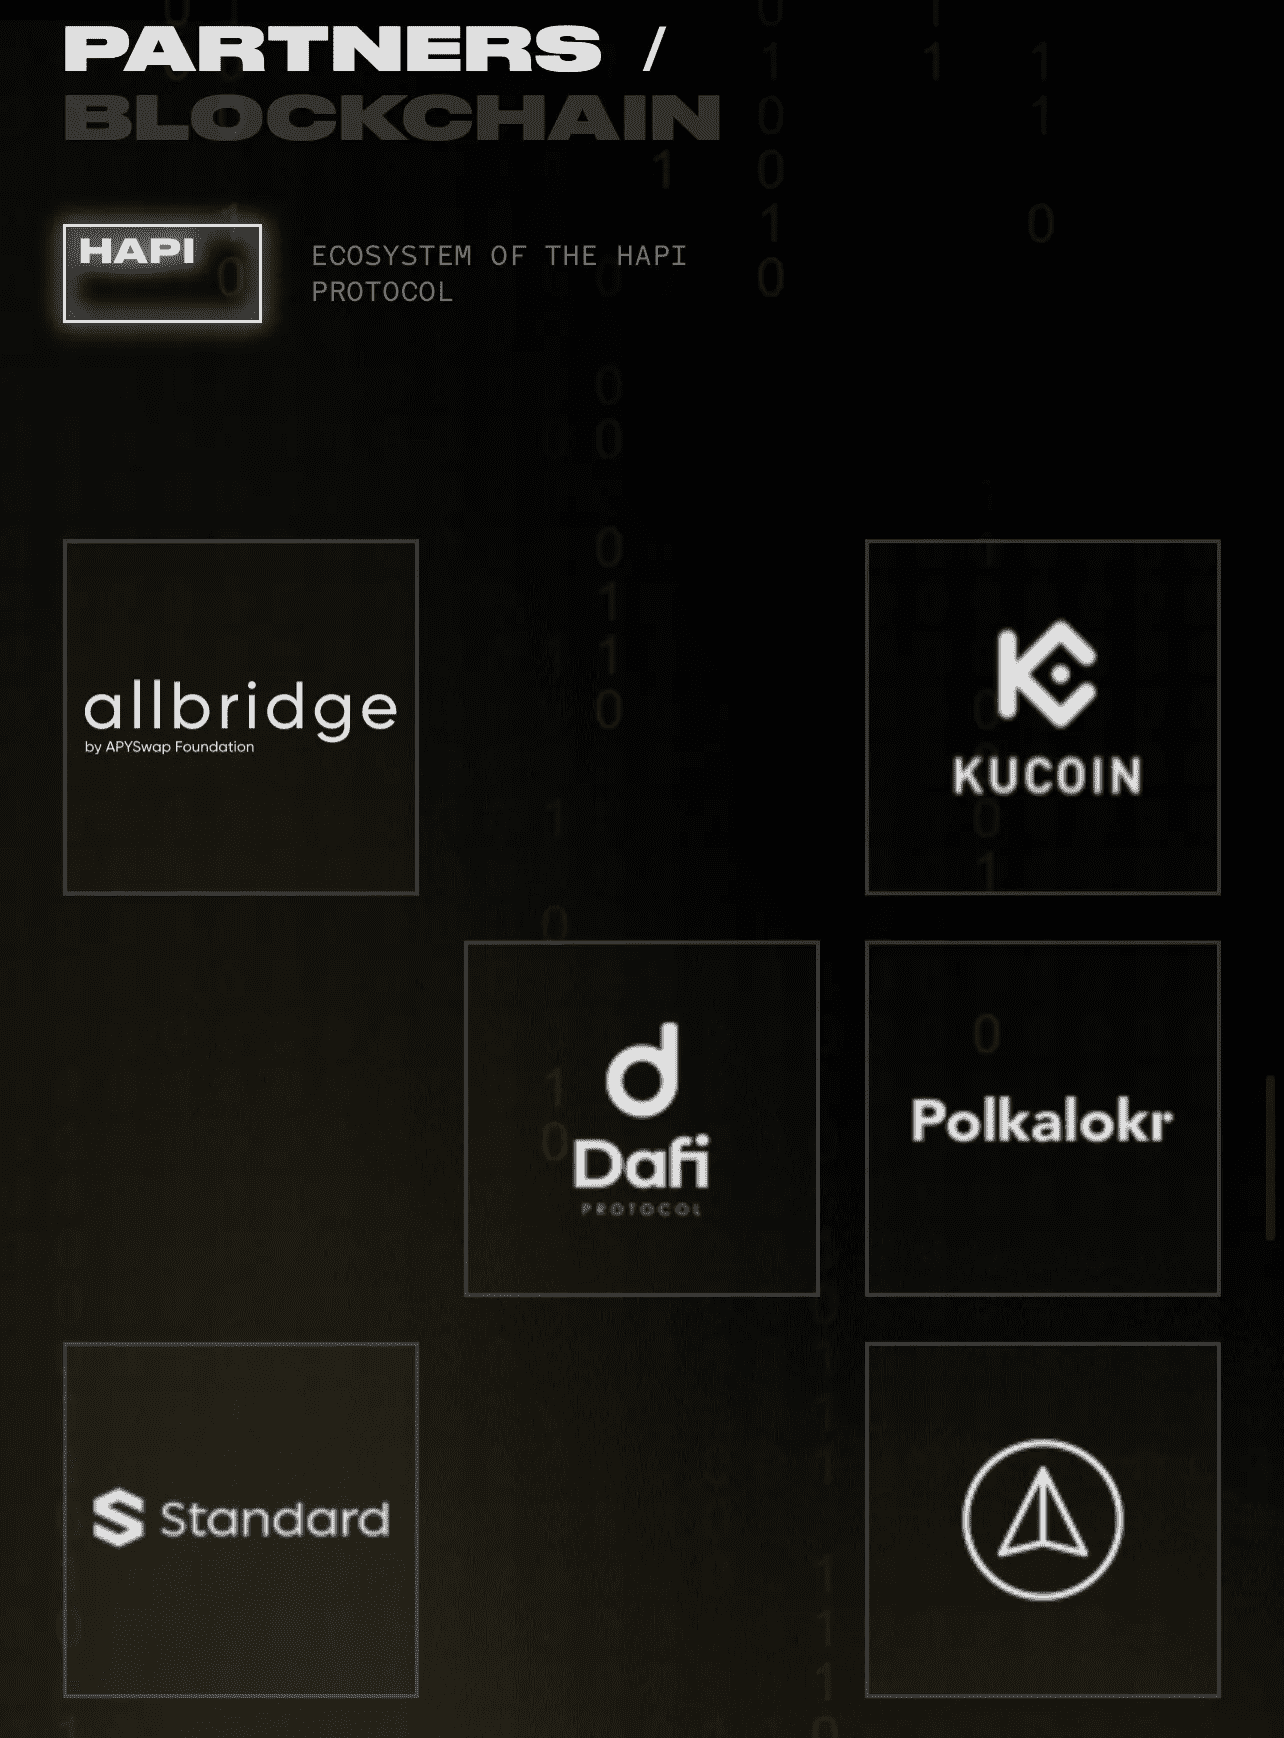 PARTNERS /
BLOCKCHAIN
HAPI
ECOSYSTEM OF THE HAPI
PROTOCOL
allbridge
by APYSwap Foundation
KUCOIN
Dafi
PROTOCOL
Polkalokr
Standard